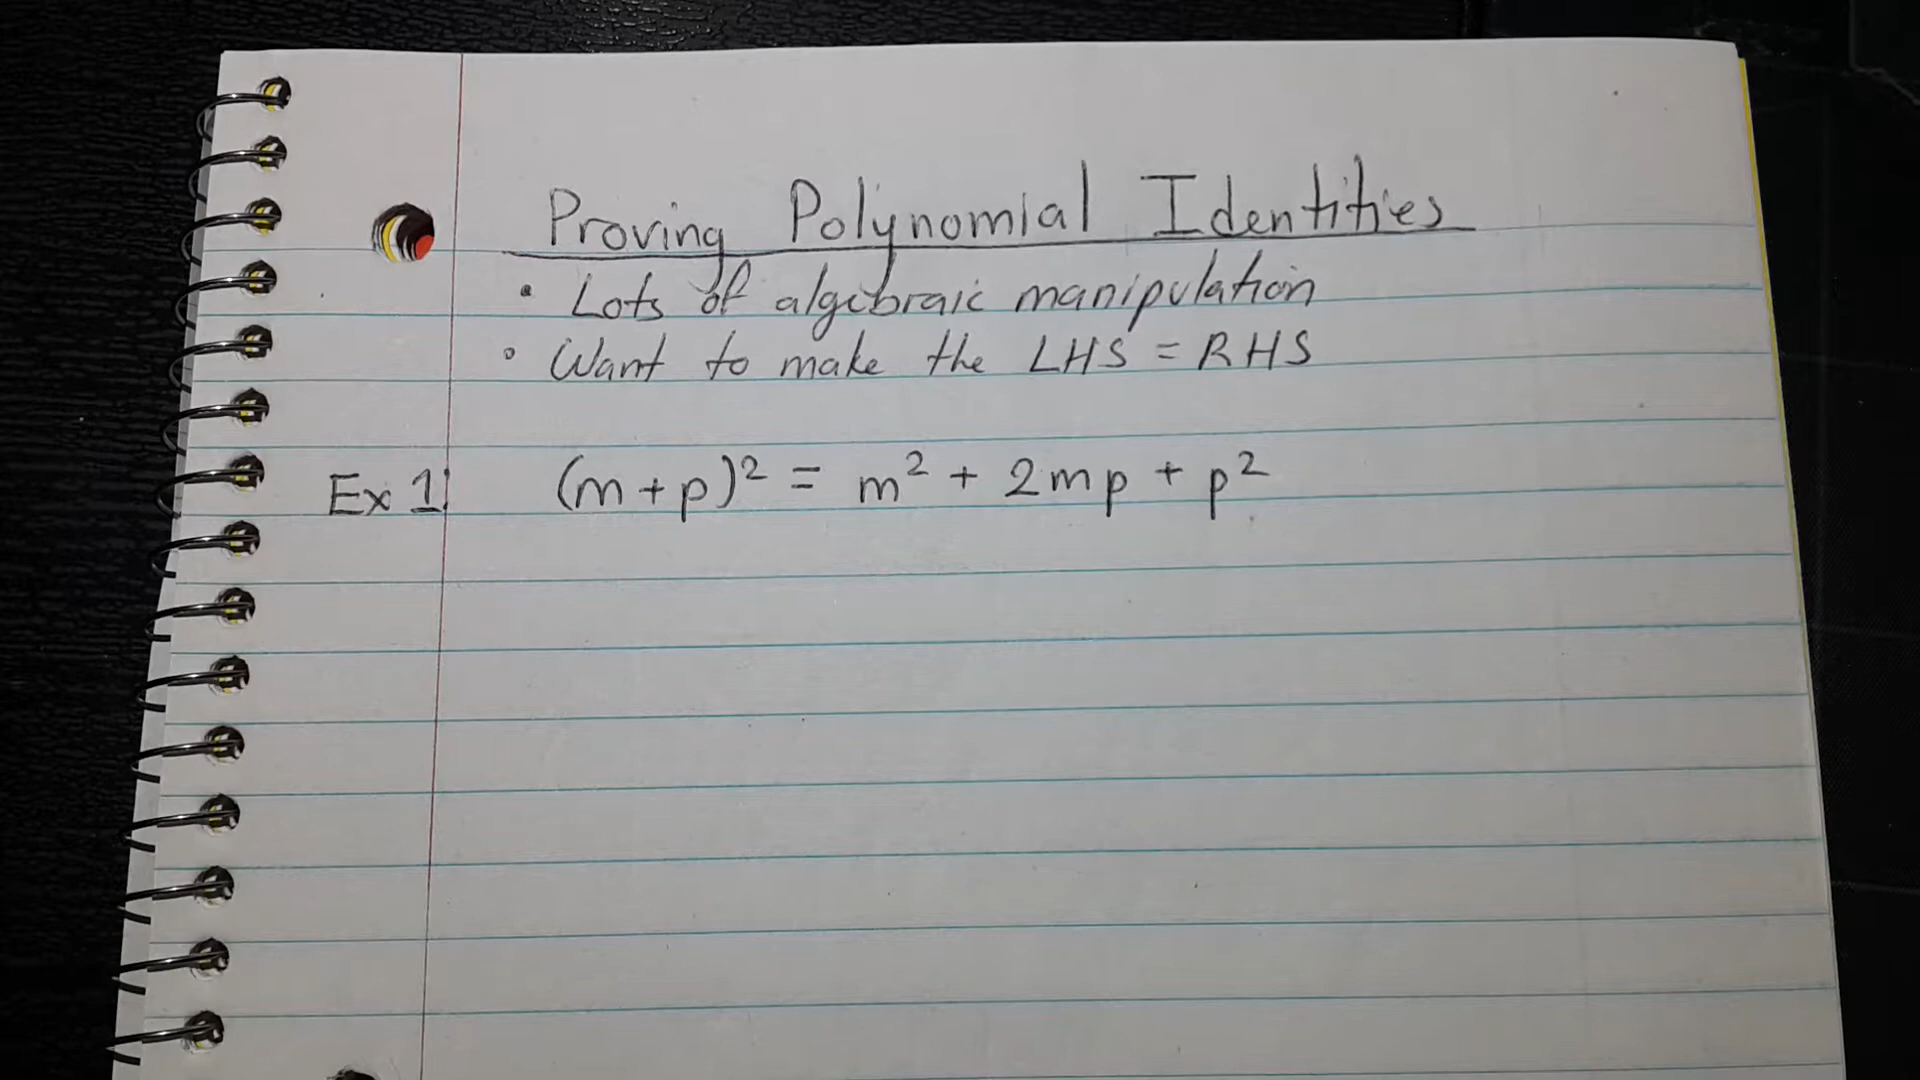 Proving Polynomial Identities
• Lots of algebraic manipulation
• Want to make the LHS = RHS
Ex 1: (m+p)² = m² + 2mp + p²